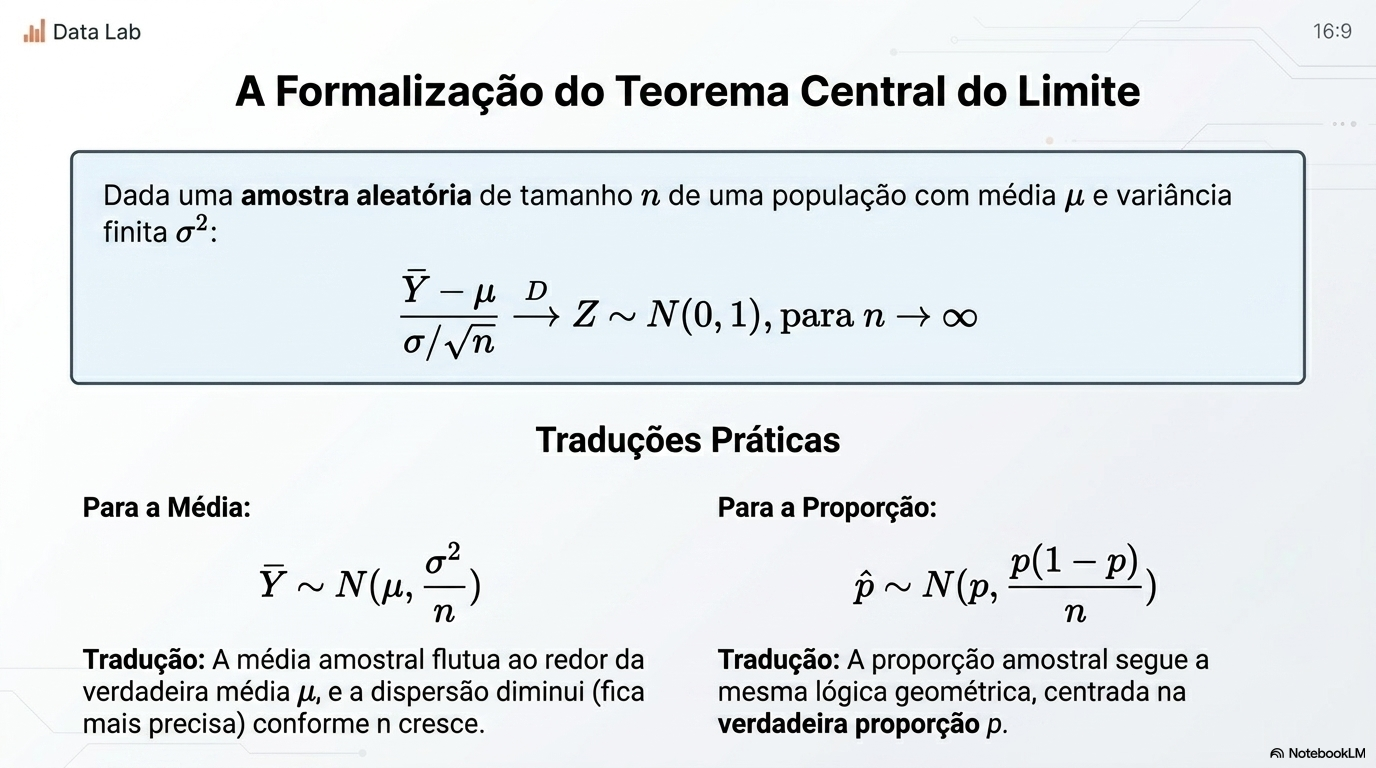 Data Lab
16:9
A Formalização do Teorema Central do Limite
Dada uma amostra aleatória de tamanho n de uma população com média μ e variância
finita σ²:
(Ȳ − μ)/(σ/√n) →ᴰ Z ∼ N(0, 1), para n → ∞
Traduções Práticas
Para a Média:
Ȳ ∼ N(μ, σ²/n)
Tradução: A média amostral flutua ao redor da
verdadeira média μ, e a dispersão diminui (fica
mais precisa) conforme n cresce.
Para a Proporção:
p̂ ∼ N(p, p(1 − p)/n)
Tradução: A proporção amostral segue a
mesma lógica geométrica, centrada na
verdadeira proporção p.
NotebookLM